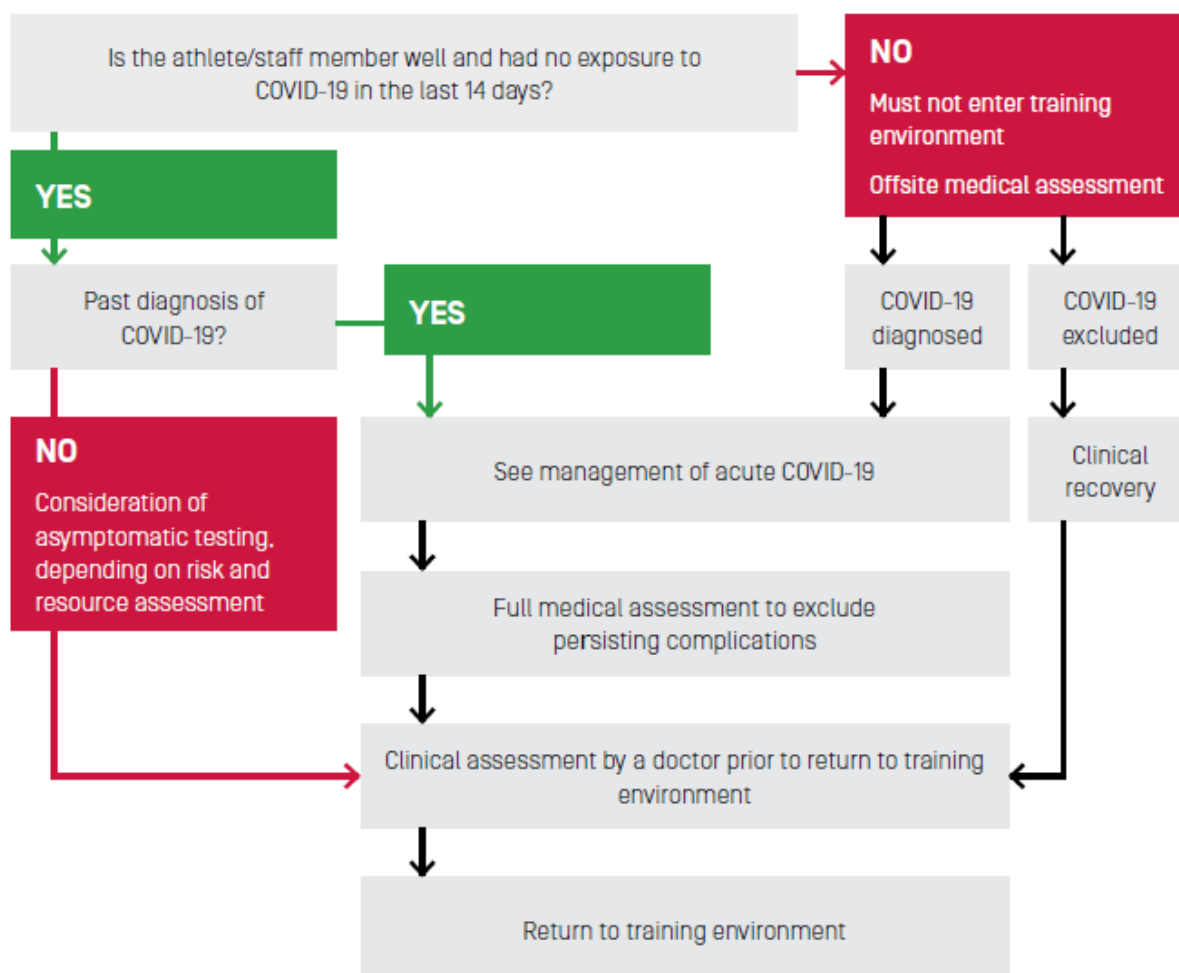 Is the athlete/staff member well and had no exposure to
COVID-19 in the last 14 days?
NO
Must not enter training
environment
Offsite medical assessment
YES
Past diagnosis of
COVID-19?
YES
COVID-19
diagnosed
COVID-19
excluded
NO
Consideration of
asymptomatic testing,
depending on risk and
resource assessment
See management of acute COVID-19
Clinical
recovery
Full medical assessment to exclude
persisting complications
Clinical assessment by a doctor prior to return to training
environment
Return to training environment